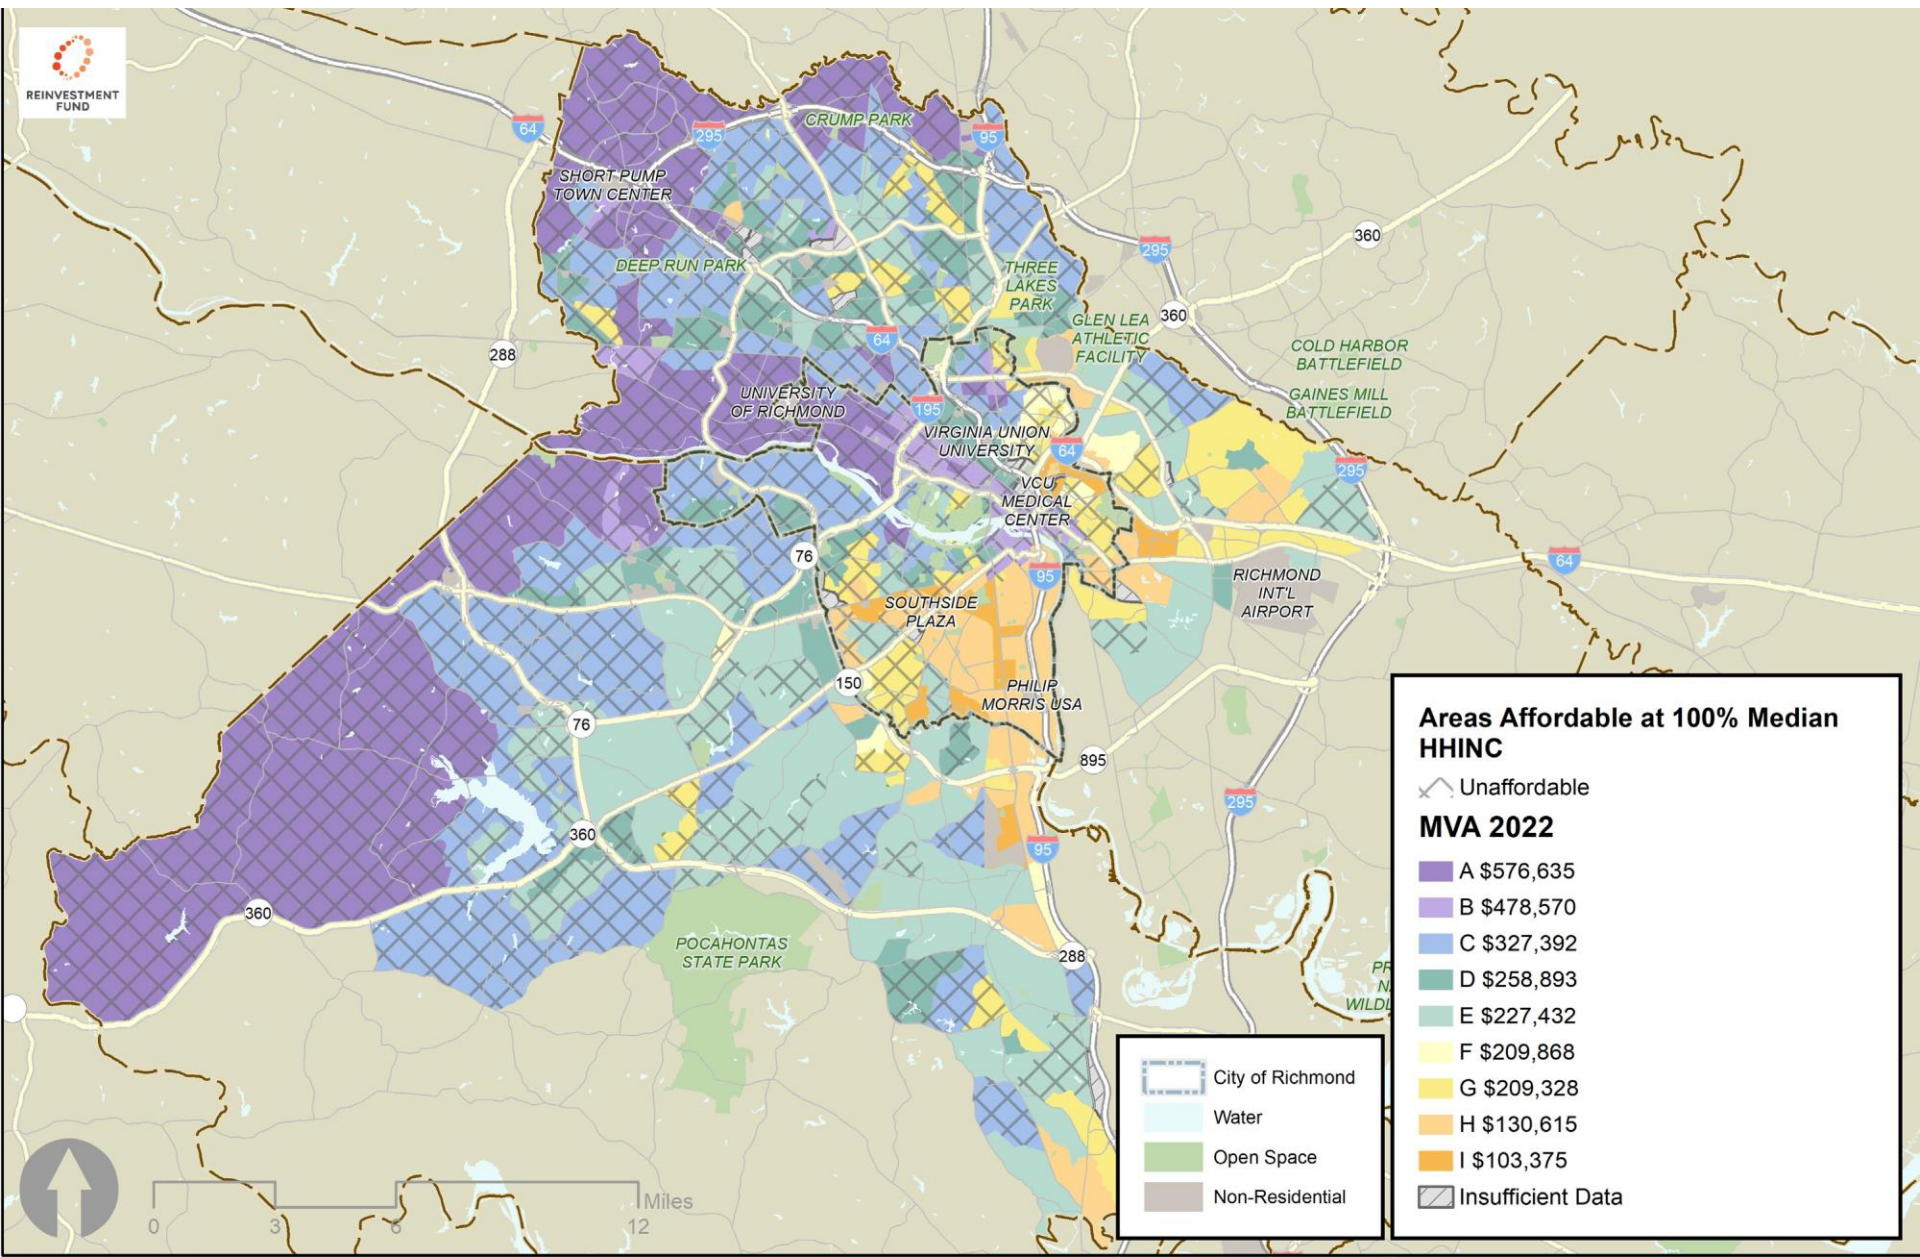 REINVESTMENT
FUND
64
295
CRUMP PARK
95
SHORT PUMP
TOWN CENTER
360
295
DEEP RUN PARK
THREE
LAKES
PARK
360
GLEN LEA
ATHLETIC
FACILITY
64
288
COLD HARBOR
BATTLEFIELD
UNIVERSITY
OF RICHMOND
195
GAINES MILL
BATTLEFIELD
VIRGINIA UNION
UNIVERSITY
64
295
VCU
MEDICAL
CENTER
76
95
64
RICHMOND
INT'L
AIRPORT
SOUTHSIDE
PLAZA
150
PHILIP
MORRIS USA
76
895
295
360
95
360
POCAHONTAS
STATE PARK
288
Areas Affordable at 100% Median
HHINC
Unaffordable
MVA 2022
A $576,635
B $478,570
C $327,392
D $258,893
E $227,432
F $209,868
G $209,328
H $130,615
I $103,375
Insufficient Data
City of Richmond
Water
Open Space
Non-Residential
Miles
0 3 6 12